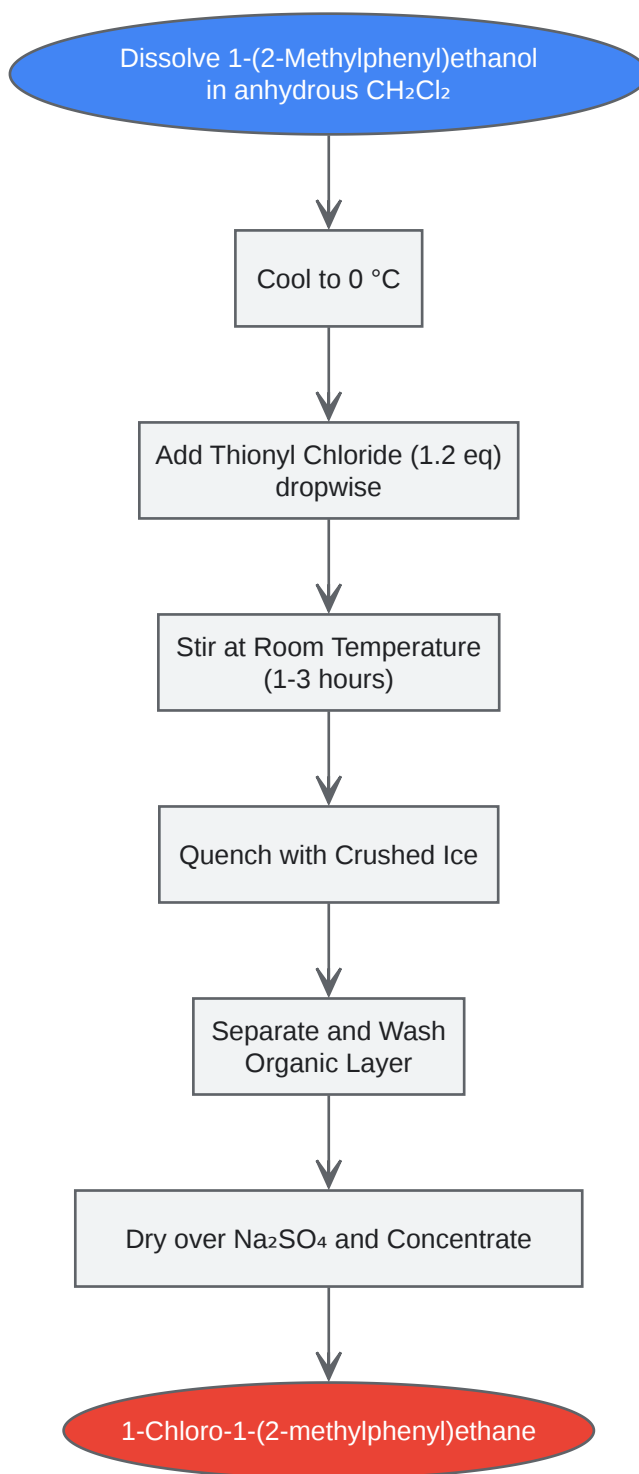 Dissolve 1-(2-Methylphenyl)ethanol
in anhydrous CH₂Cl₂
Cool to 0 °C
Add Thionyl Chloride (1.2 eq)
dropwise
Stir at Room Temperature
(1-3 hours)
Quench with Crushed Ice
Separate and Wash
Organic Layer
Dry over Na₂SO₄ and Concentrate
1-Chloro-1-(2-methylphenyl)ethane